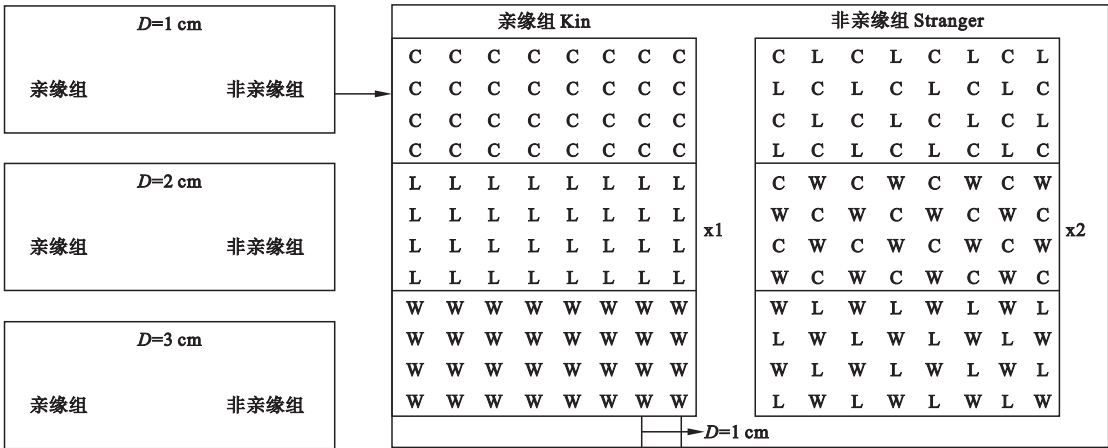 D=1 cm
亲缘组 非亲缘组
D=2 cm
亲缘组 非亲缘组
D=3 cm
亲缘组 非亲缘组
亲缘组 Kin
C C C C C C C C
C C C C C C C C
C C C C C C C C
C C C C C C C C
L L L L L L L L
L L L L L L L L
L L L L L L L L
L L L L L L L L
W W W W W W W W
W W W W W W W W
W W W W W W W W
W W W W W W W W
x1
D=1 cm
非亲缘组 Stranger
C L C L C L C L
L C L C L C L C
C L C L C L C L
L C L C L C L C
C W C W C W C W
W C W C W C W C
C W C W C W C W
W C W C W C W C
W L W L W L W L
L W L W L W L W
W L W L W L W L
L W L W L W L W
x2